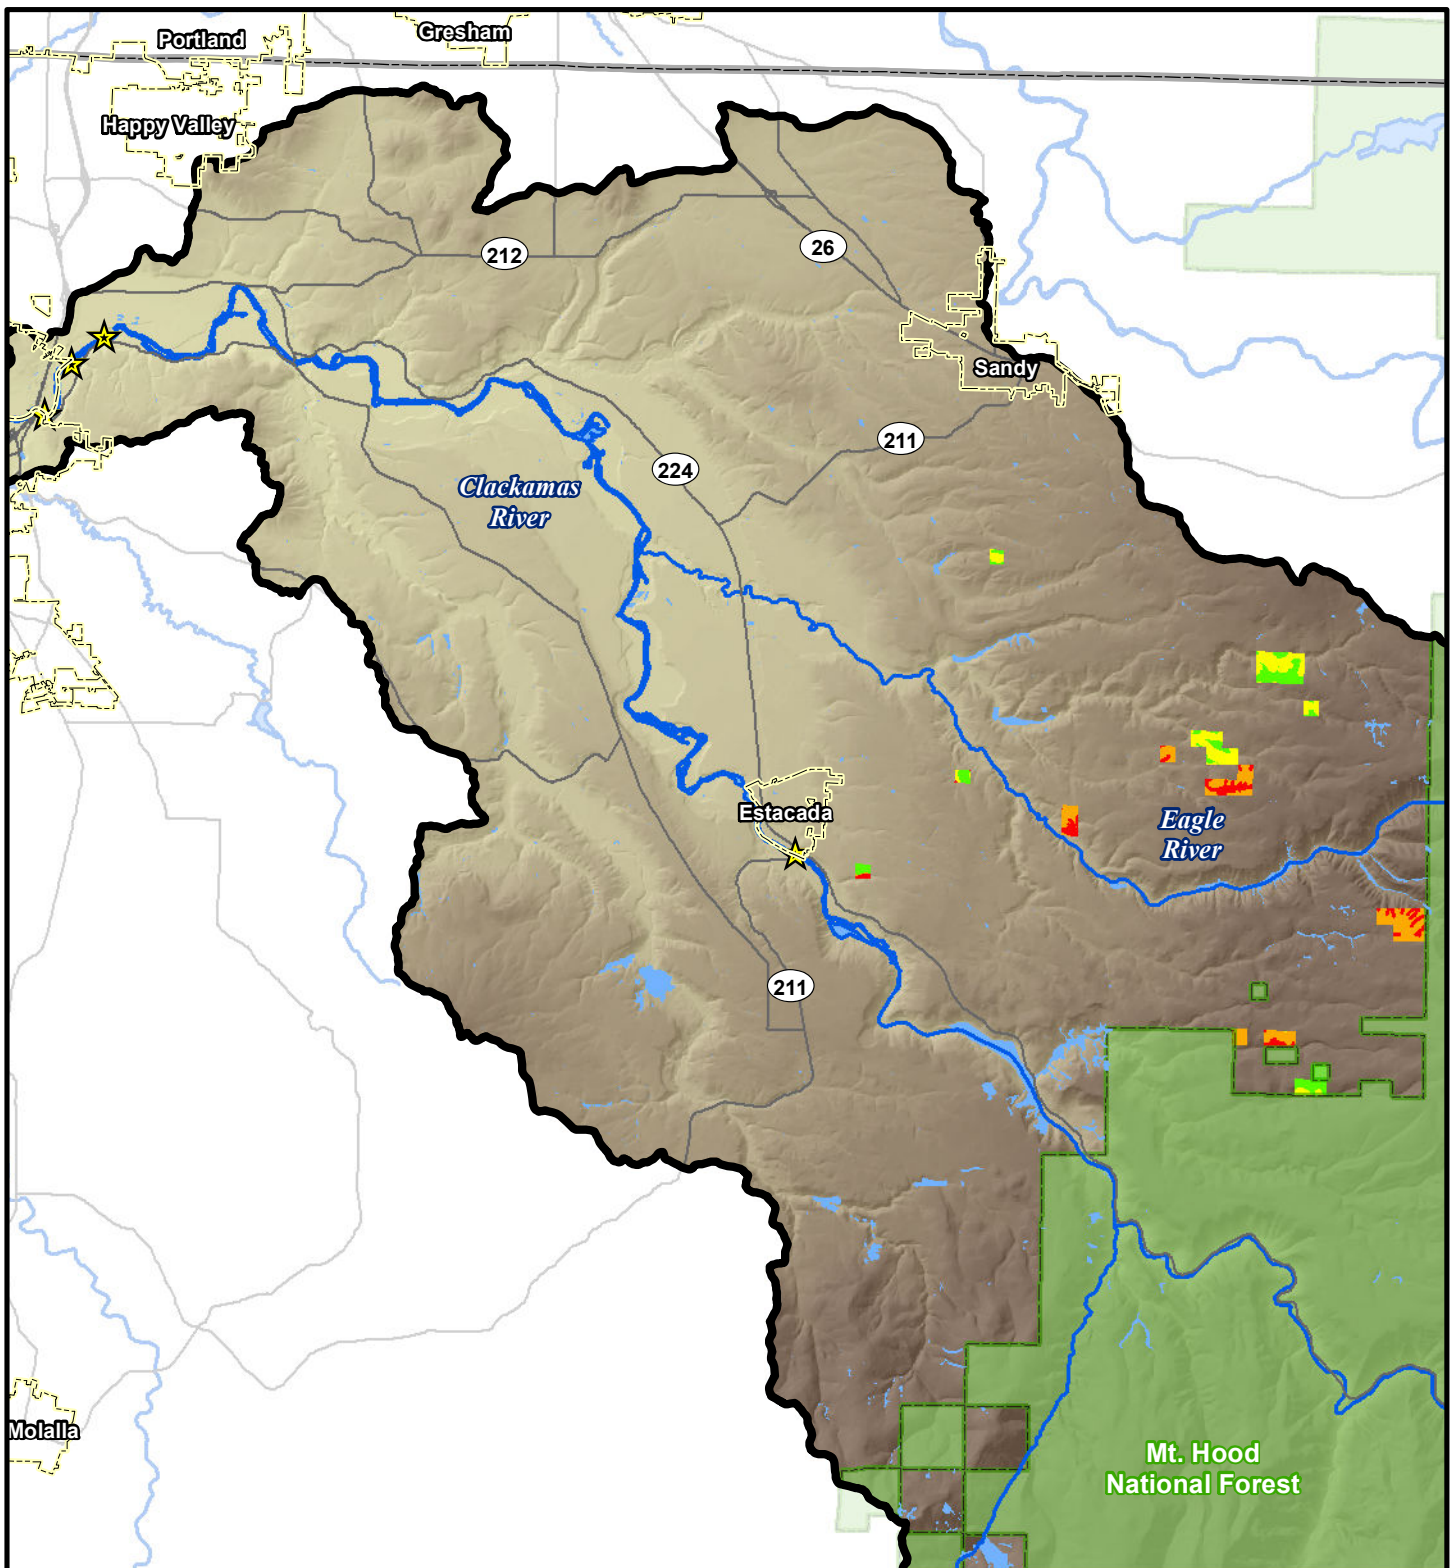 Portland
Gresham
Happy Valley
212
26
Sandy
211
224
Clackamas
River
Estacada
Eagle
River
211
Molalla
Mt. Hood
National Forest